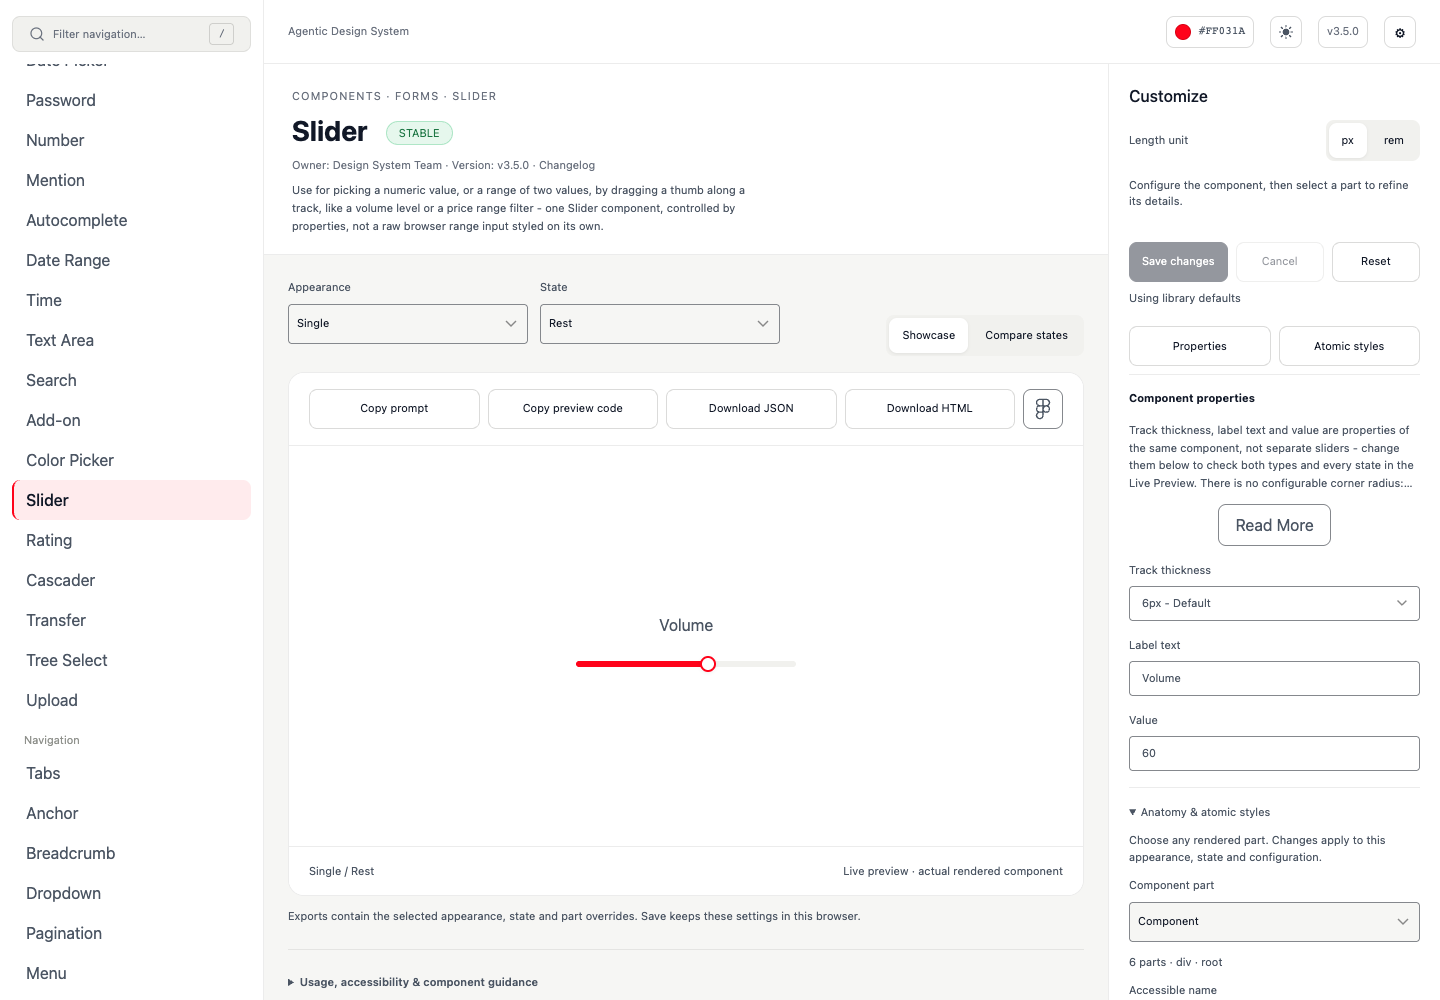 Filter navigation...
/
Date Picker
Password
Number
Mention
Autocomplete
Date Range
Time
Text Area
Search
Add-on
Color Picker
Slider
Rating
Cascader
Transfer
Tree Select
Upload
Navigation
Tabs
Anchor
Breadcrumb
Dropdown
Pagination
Menu
Agentic Design System
#FF031A
v3.5.0
COMPONENTS · FORMS · SLIDER
Slider
STABLE
Owner: Design System Team · Version: v3.5.0 · Changelog
Use for picking a numeric value, or a range of two values, by dragging a thumb along a
track, like a volume level or a price range filter - one Slider component, controlled by
properties, not a raw browser range input styled on its own.
Appearance
Single
State
Rest
Showcase
Compare states
Copy prompt
Copy preview code
Download JSON
Download HTML
Volume
Single / Rest
Live preview · actual rendered component
Exports contain the selected appearance, state and part overrides. Save keeps these settings in this browser.
Usage, accessibility & component guidance
Customize
Length unit
px
rem
Configure the component, then select a part to refine
its details.
Save changes
Cancel
Reset
Using library defaults
Properties
Atomic styles
Component properties
Track thickness, label text and value are properties of
the same component, not separate sliders - change
them below to check both types and every state in the
Live Preview. There is no configurable corner radius:...
Read More
Track thickness
6px - Default
Label text
Volume
Value
60
Anatomy & atomic styles
Choose any rendered part. Changes apply to this
appearance, state and configuration.
Component part
Component
6 parts · div · root
Accessible name